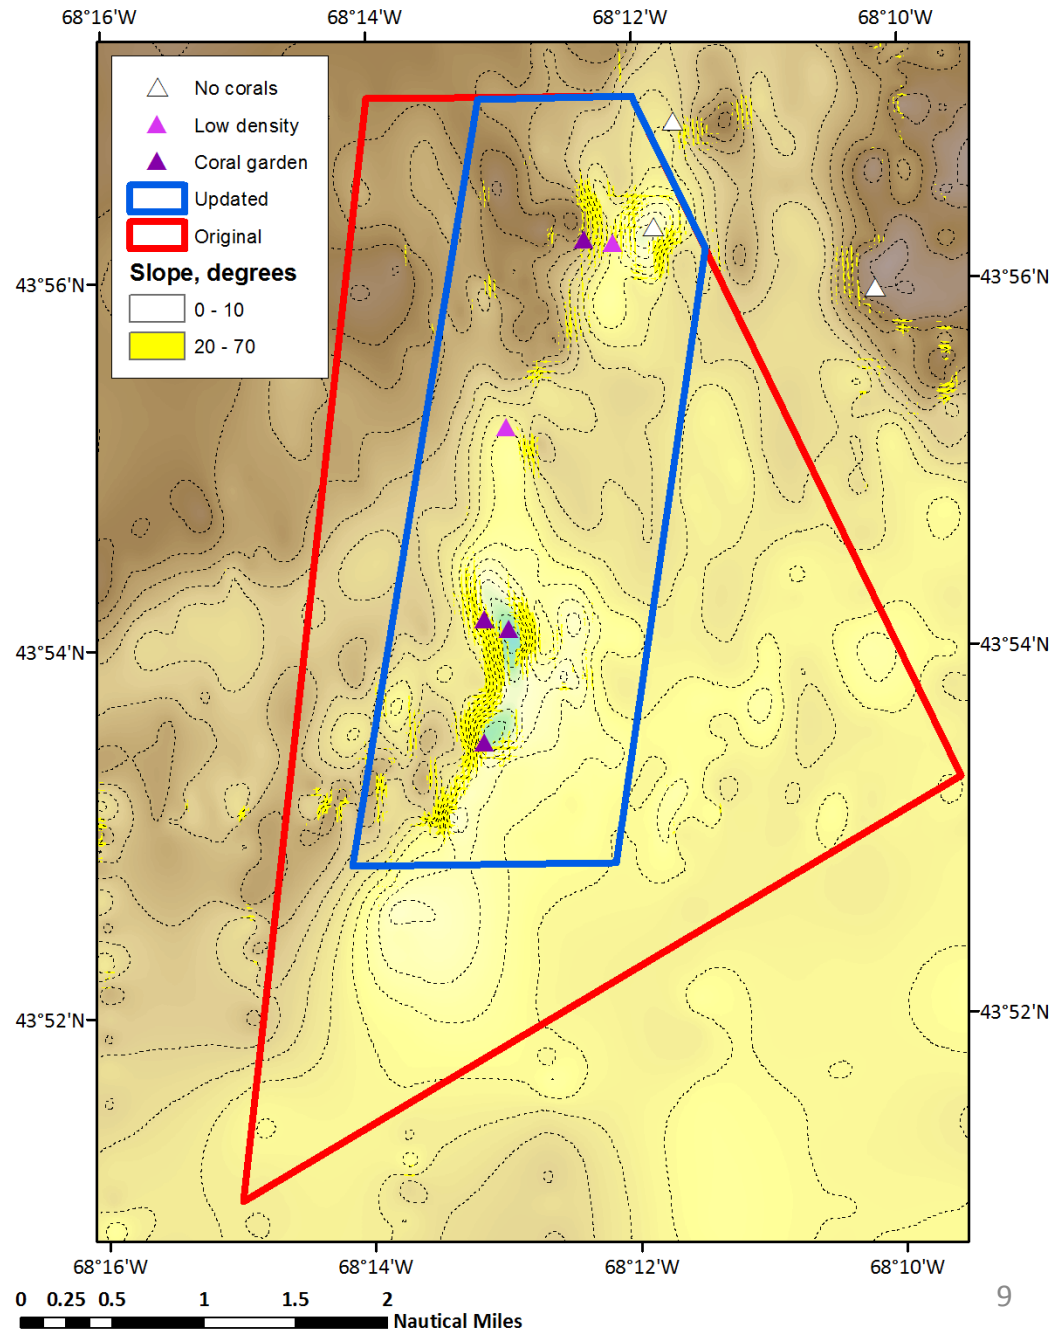 68°16'W 68°14'W 68°12'W 68°10'W
No corals
Low density
Coral garden
Updated
Original
Slope, degrees
0 - 10
20 - 70
43°56'N 43°56'N
43°54'N 43°54'N
43°52'N 43°52'N
68°16'W 68°14'W 68°12'W 68°10'W
0 0.25 0.5 1 1.5 2
Nautical Miles
9